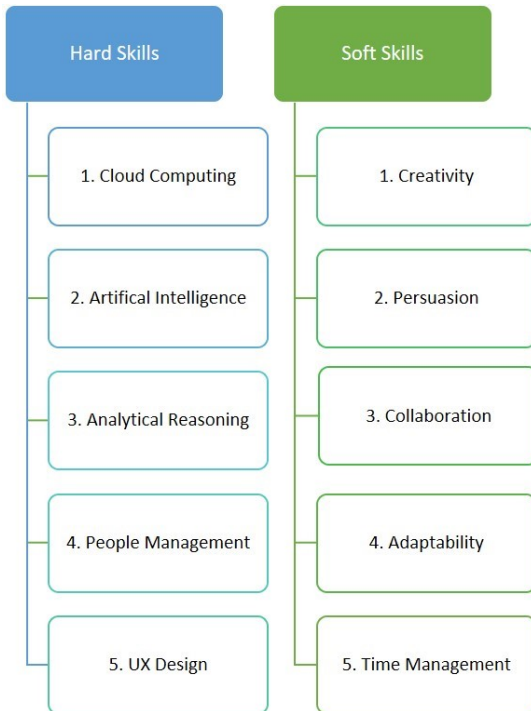 Hard Skills
1. Cloud Computing
2. Artifical Intelligence
3. Analytical Reasoning
4. People Management
5. UX Design
Soft Skills
1. Creativity
2. Persuasion
3. Collaboration
4. Adaptability
5. Time Management